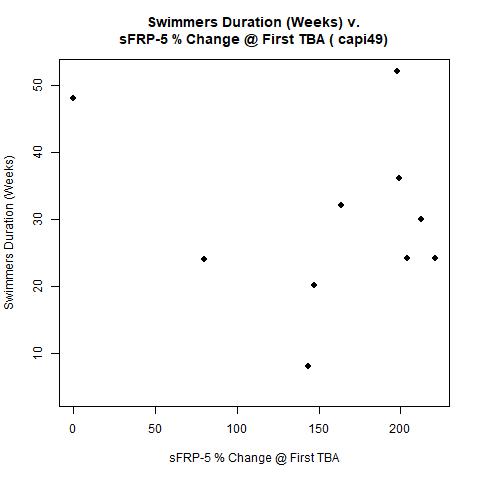 Swimmers Duration (Weeks) v.
sFRP-5 % Change @ First TBA ( capi49)
Swimmers Duration (Weeks)
50
40
30
20
10
0 50 100 150 200
sFRP-5 % Change @ First TBA